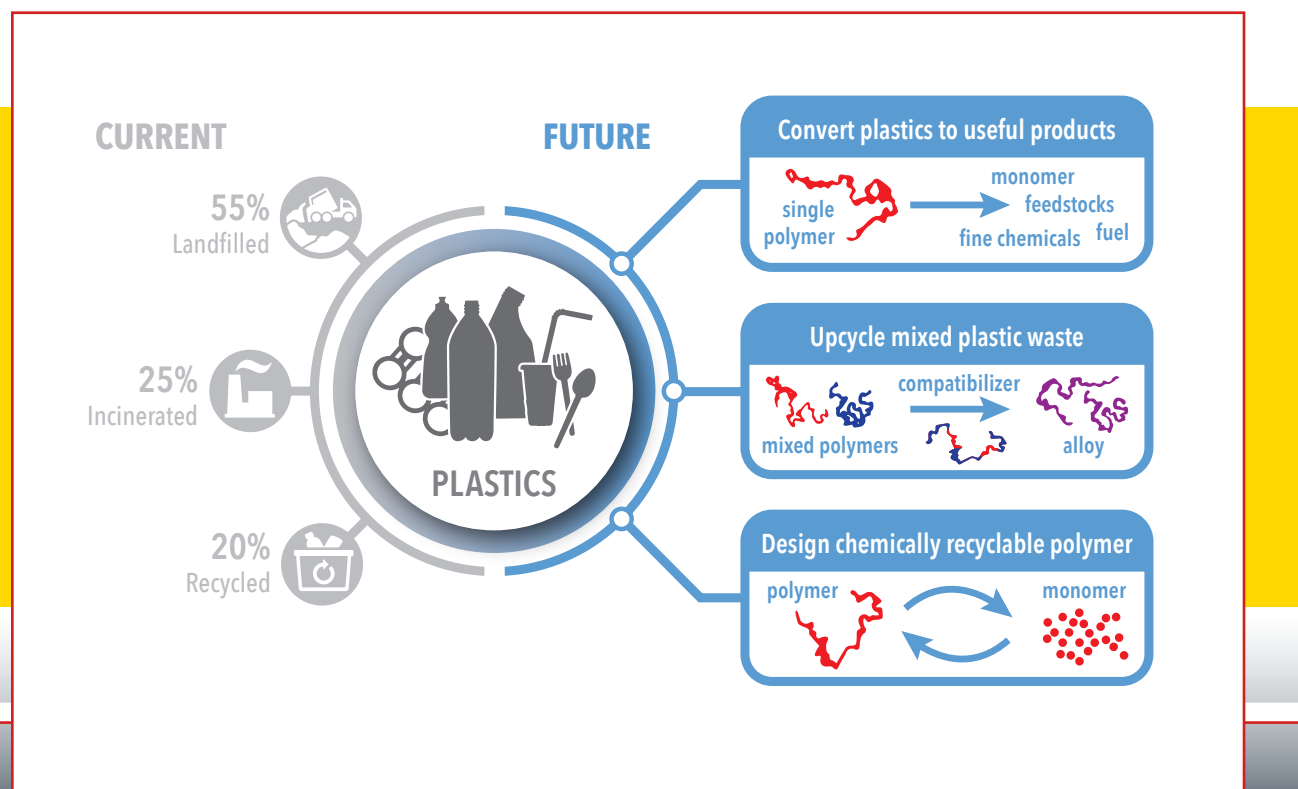 CURRENT
55%
Landfilled
25%
Incinerated
20%
Recycled
PLASTICS
FUTURE
Convert plastics to useful products
single
polymer
monomer
feedstocks
fine chemicals
fuel
Upcycle mixed plastic waste
mixed polymers
compatibilizer
alloy
Design chemically recyclable polymer
polymer
monomer